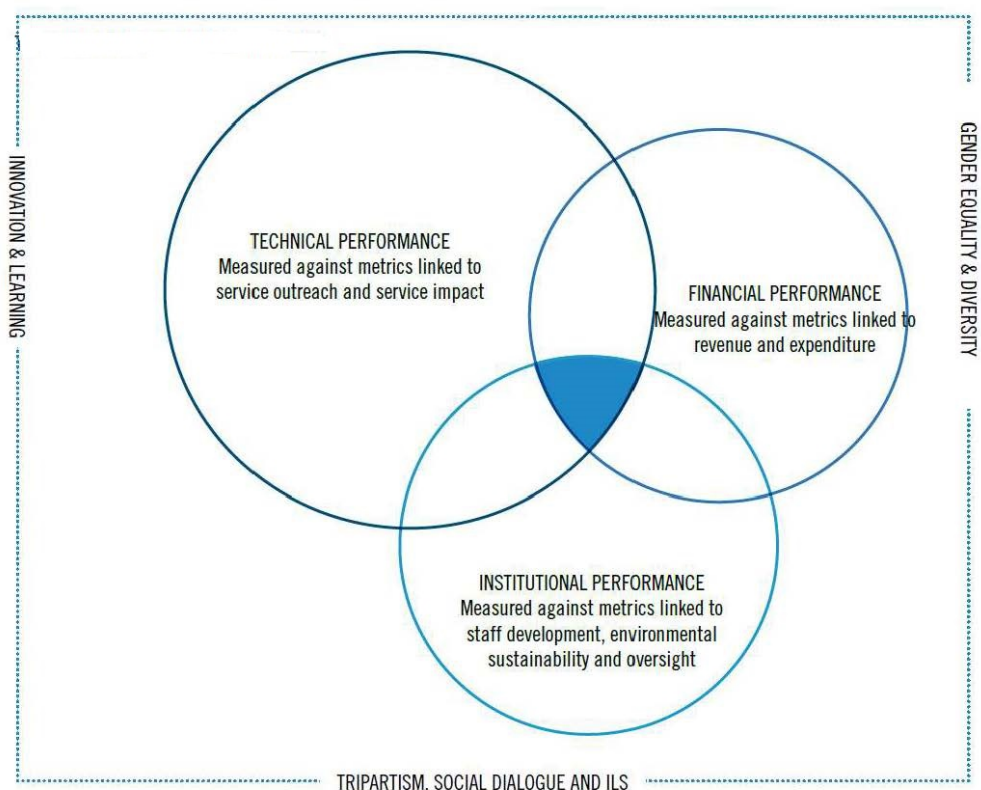 INNOVATION & LEARNING
TECHNICAL PERFORMANCE
Measured against metrics linked to
service outreach and service impact
FINANCIAL PERFORMANCE
Measured against metrics linked to
revenue and expenditure
GENDER EQUALITY & DIVERSITY
INSTITUTIONAL PERFORMANCE
Measured against metrics linked to
staff development, environmental
sustainability and oversight
TRIPARTISM, SOCIAL DIALOGUE AND ILS